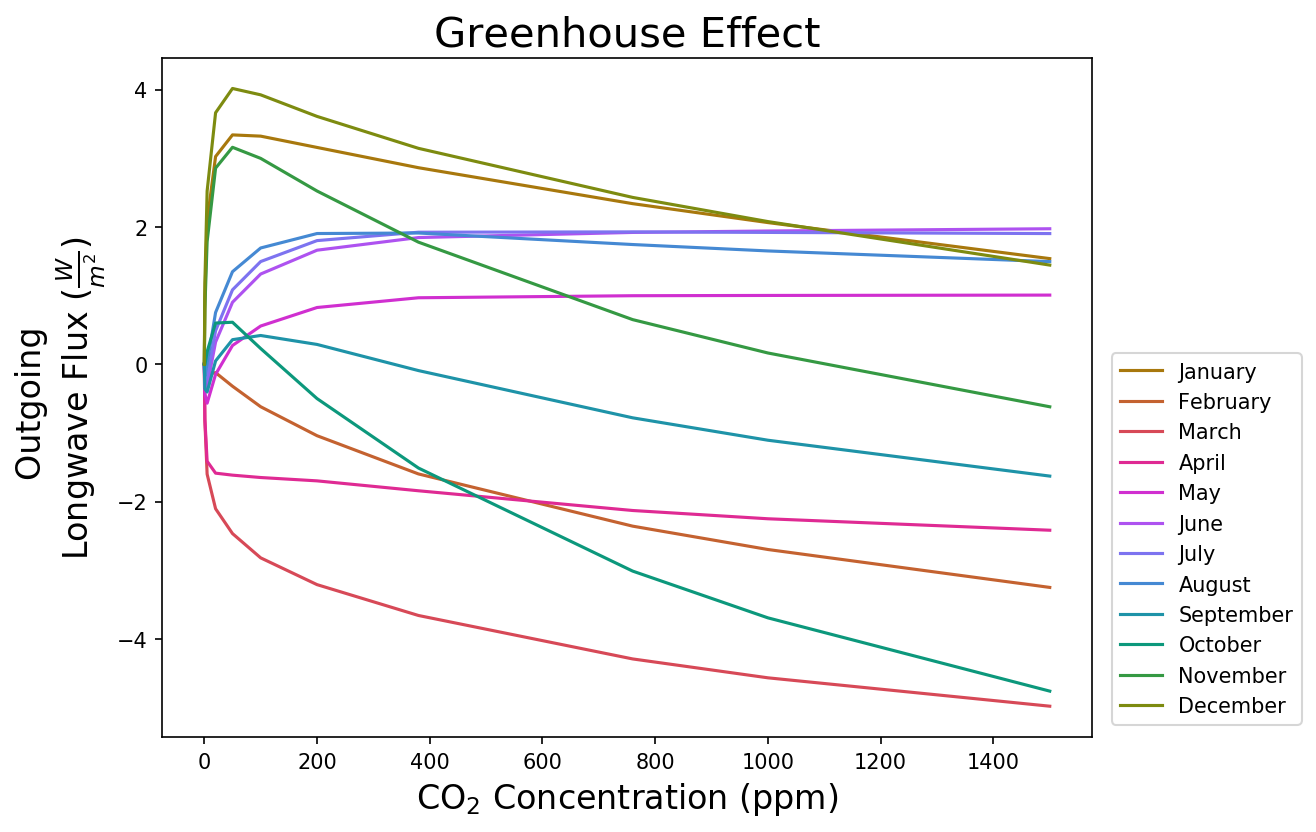 Greenhouse Effect
Outgoing
Longwave Flux (W/m²)
4
2
0
−2
−4
0 200 400 600 800 1000 1200 1400
CO₂ Concentration (ppm)
January
February
March
April
May
June
July
August
September
October
November
December